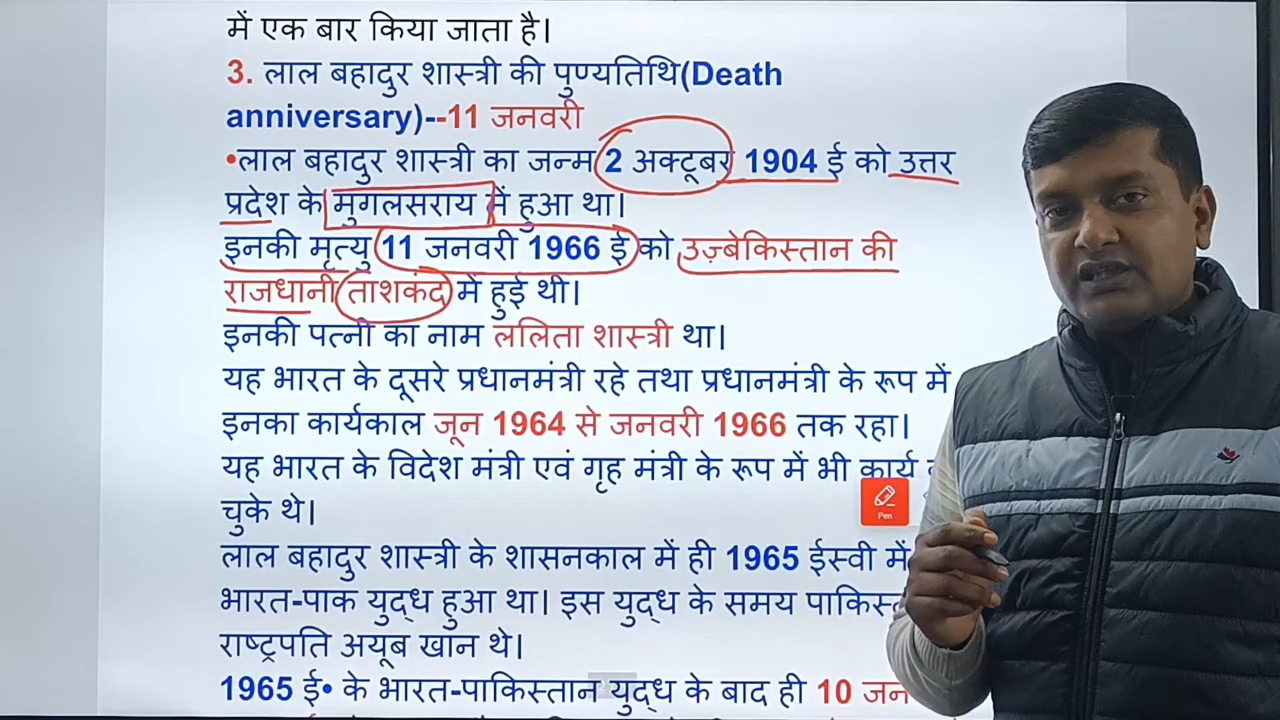 में एक बार किया जाता है।
3. लाल बहादुर शास्त्री की पुण्यतिथि(Death
anniversary)--11 जनवरी
•लाल बहादुर शास्त्री का जन्म 2 अक्टूबर 1904 ई को उत्तर
प्रदेश के मुगलसराय में हुआ था।
इनकी मृत्यु 11 जनवरी 1966 ई को उज़्बेकिस्तान की
राजधानी ताशकंद में हुई थी।
इनकी पत्नी का नाम ललिता शास्त्री था।
यह भारत के दूसरे प्रधानमंत्री रहे तथा प्रधानमंत्री के रूप में
इनका कार्यकाल जून 1964 से जनवरी 1966 तक रहा।
यह भारत के विदेश मंत्री एवं गृह मंत्री के रूप में भी कार्य
Pen
चुके थे।
लाल बहादुर शास्त्री के शासनकाल में ही 1965 ईस्वी में
भारत-पाक युद्ध हुआ था। इस युद्ध के समय
राष्ट्रपति अयूब खान थे।
1965 ई• के भारत-पाकिस्तान युद्ध के बाद ही 10